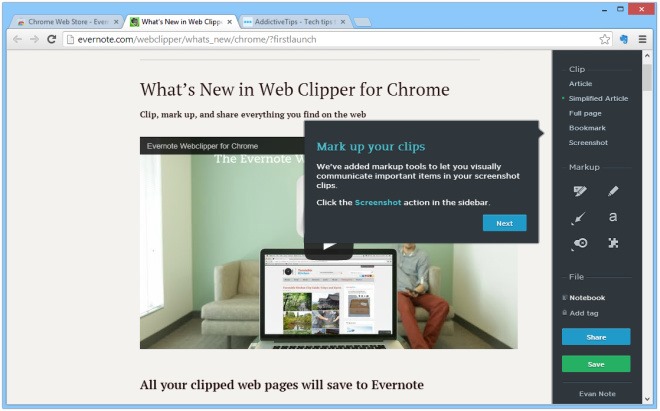 Chrome Web Store - Ever
What's New in Web Clippe
AddictiveTips - Tech tips t
evernote.com/webclipper/whats_new/chrome/?firstlaunch
What's New in Web Clipper for Chrome
Clip, mark up, and share everything you find on the web
Evernote Webclipper for Chrome
The Evernote W
Mark up your clips
We've added markup tools to let you visually
communicate important items in your screenshot
clips.
Click the Screenshot action in the sidebar.
Next
All your clipped web pages will save to Evernote
Clip
Article
Simplified Article
Full page
Bookmark
Screenshot
Markup
a
File
Notebook
Add tag
Share
Save
Evan Note